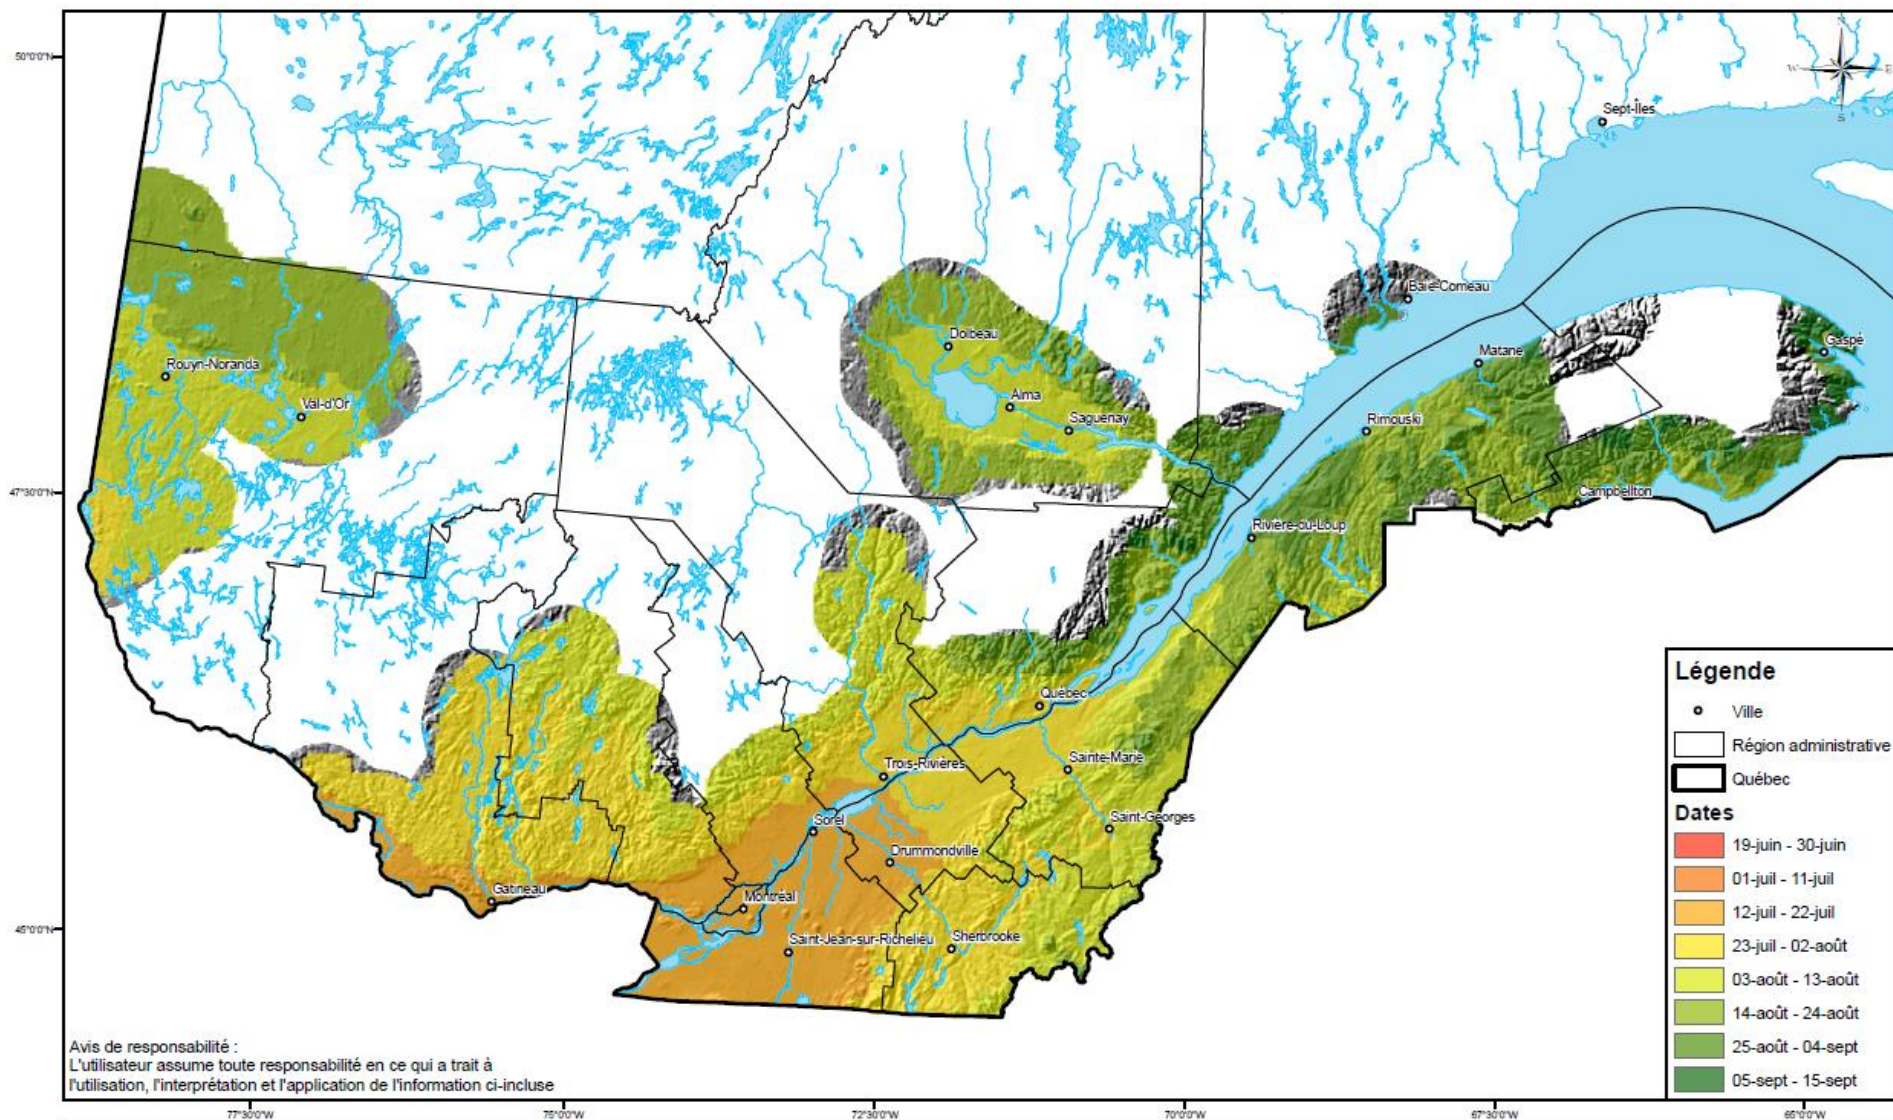 N
W
E
S
50°0'0"N
47°30'0"N
45°0'0"N
Sept-Îles
Baie-Comeau
Dolbeau
Matane
Gaspé
Rouyn-Noranda
Val-d'Or
Alma
Saguenay
Rimouski
Campbellton
Rivière-du-Loup
Québec
Trois-Rivières
Sainte-Marie
Sorel
Saint-Georges
Drummondville
Gatineau
Montréal
Saint-Jean-sur-Richelieu
Sherbrooke
Légende
Ville
Région administrative
Québec
Dates
19-juin - 30-juin
01-juil - 11-juil
12-juil - 22-juil
23-juil - 02-août
03-août - 13-août
14-août - 24-août
25-août - 04-sept
05-sept - 15-sept
Avis de responsabilité :
L'utilisateur assume toute responsabilité en ce qui a trait à
l'utilisation, l'interprétation et l'application de l'information ci-incluse
77°30'0"W
75°0'0"W
72°30'0"W
70°0'0"W
67°30'0"W
65°0'0"W